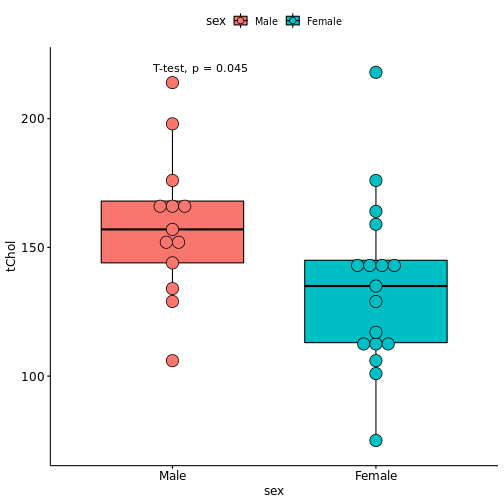 sex Male Female
T-test, p = 0.045
200
150
100
tChol
Male Female
sex